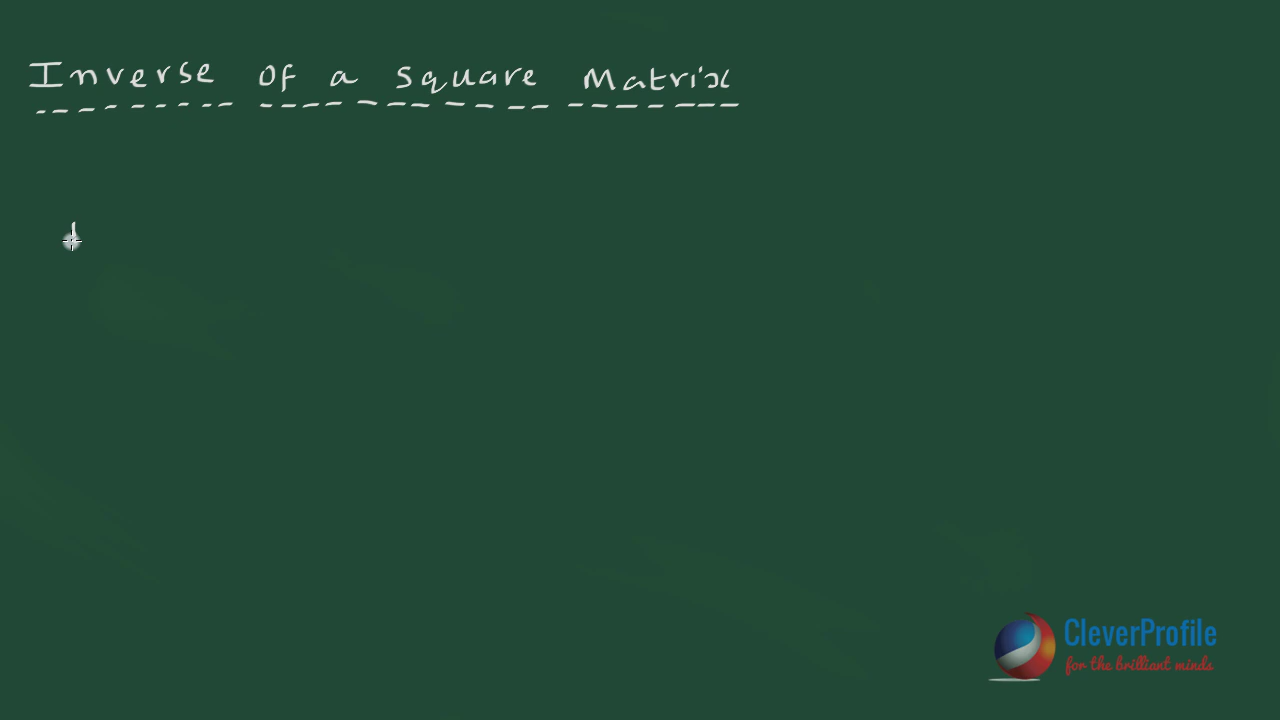 Inverse of a square Matrix
CleverProfile
for the brilliant minds